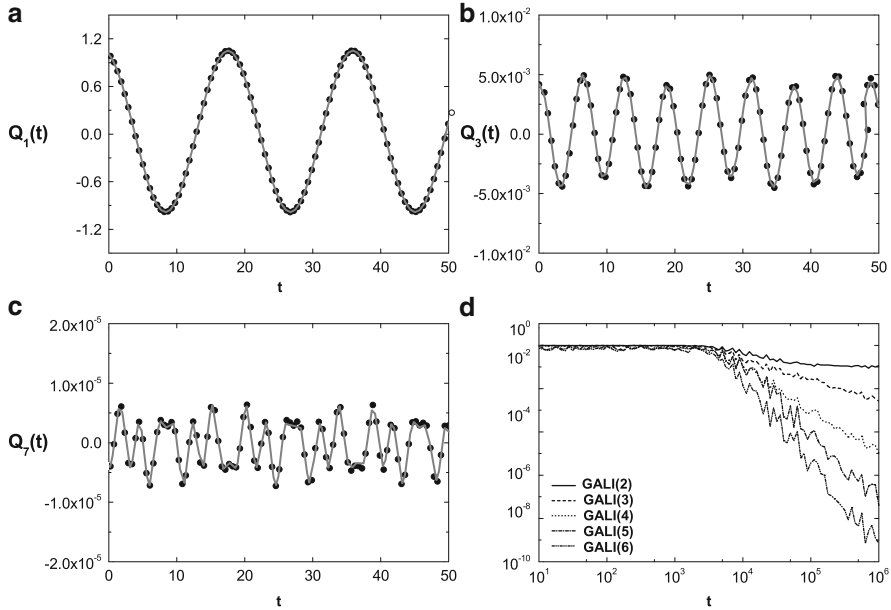 a
1.2
0.6
0.0
-0.6
-1.2
Q1(t)
0 10 20 30 40 50
t
b
1.0x10-2
5.0x10-3
0.0
-5.0x10-3
-1.0x10-2
Q3(t)
0 10 20 30 40 50
t
c
2.0x10-5
1.0x10-5
0.0
-1.0x10-5
-2.0x10-5
Q7(t)
0 10 20 30 40 50
t
d
10^0
10^-2
10^-4
10^-6
10^-8
10^-10
GALI(2)
GALI(3)
GALI(4)
GALI(5)
GALI(6)
10^1 10^2 10^3 10^4 10^5 10^6
t